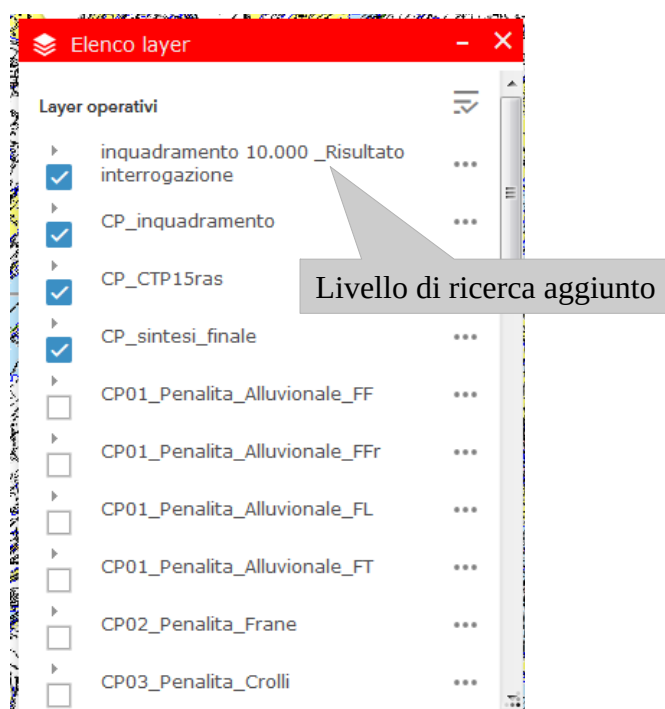 Elenco layer
Layer operativi
inquadramento 10.000 _Risultato
interrogazione
CP_inquadramento
CP_CTP15ras
Livello di ricerca aggiunto
CP_sintesi_finale
CP01_Penalita_Alluvionale_FF
CP01_Penalita_Alluvionale_FFr
CP01_Penalita_Alluvionale_FL
CP01_Penalita_Alluvionale_FT
CP02_Penalita_Frane
CP03_Penalita_Crolli